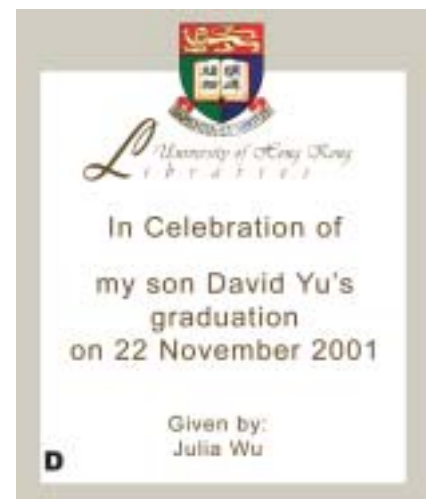 University of Hong Kong
Libraries
In Celebration of
my son David Yu's
graduation
on 22 November 2001
Given by:
Julia Wu
D